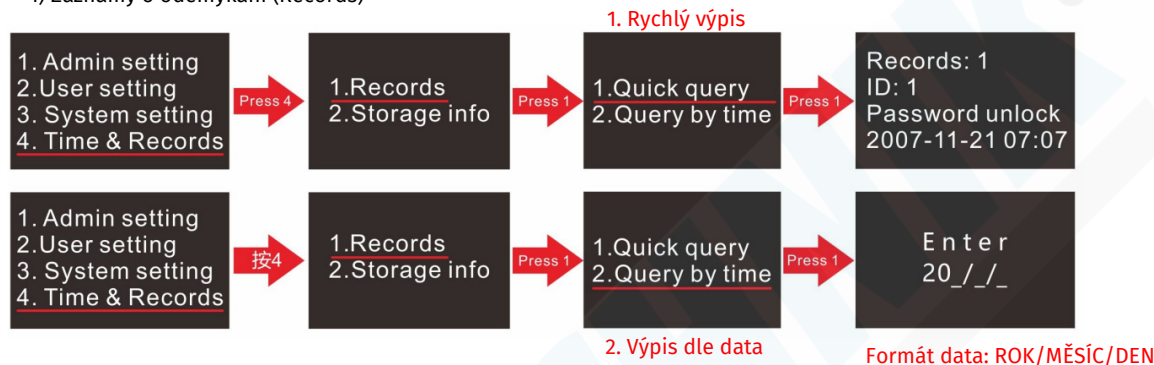 1. Rychlý výpis
1. Admin setting
2.User setting
3. System setting
4. Time & Records
Press 4
1.Records
2.Storage info
Press 1
1.Quick query
2.Query by time
Press 1
Records: 1
ID: 1
Password unlock
2007-11-21 07:07
1. Admin setting
2.User setting
3. System setting
4. Time & Records
按4
1.Records
2.Storage info
Press 1
1.Quick query
2.Query by time
Press 1
Enter
20_/_/_
2. Výpis dle data
Formát data: ROK/MĚSÍC/DEN